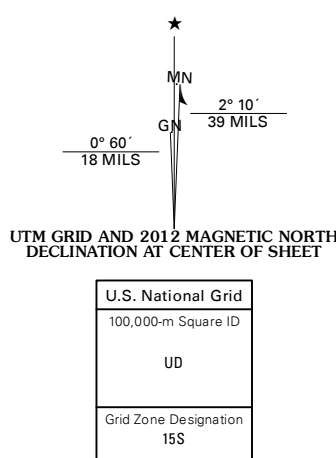 ★
MN
2° 10´
39 MILS
GN
0° 60´
18 MILS
UTM GRID AND 2012 MAGNETIC NORTH
DECLINATION AT CENTER OF SHEET
U.S. National Grid
100,000-m Square ID
UD
Grid Zone Designation
15S